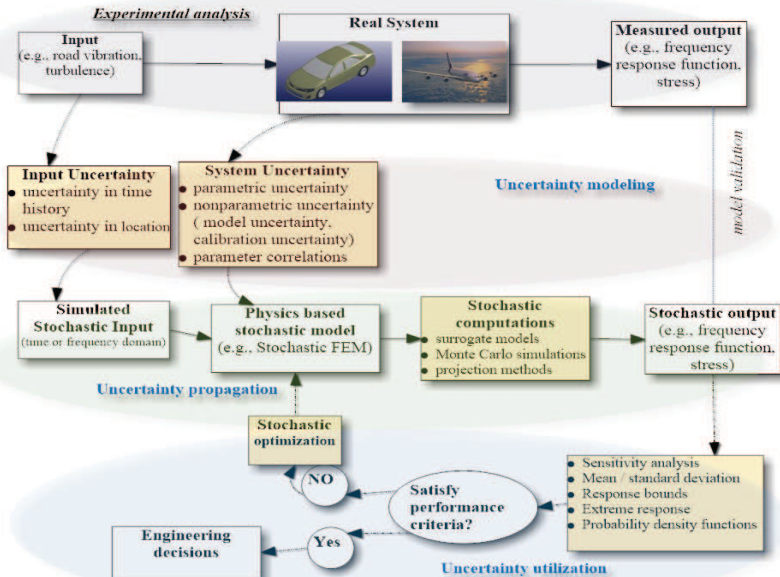 Experimental analysis
Input
(e.g., road vibration,
turbulence)
Real System
Measured output
(e.g., frequency
response function,
stress)
Input Uncertainty
uncertainty in time
history
uncertainty in location
System Uncertainty
parametric uncertainty
nonparametric uncertainty
( model uncertainty,
calibration uncertainty)
parameter correlations
Uncertainty modeling
model validation
Simulated
Stochastic Input
(time or frequency domain)
Physics based
stochastic model
(e.g., Stochastic FEM)
Stochastic
computations
surrogate models
Monte Carlo simulations
projection methods
Stochastic output
(e.g., frequency
response function,
stress)
Uncertainty propagation
Stochastic
optimization
NO
Satisfy
performance
criteria?
Sensitivity analysis
Mean / standard deviation
Response bounds
Extreme response
Probability density functions
Yes
Engineering
decisions
Uncertainty utilization